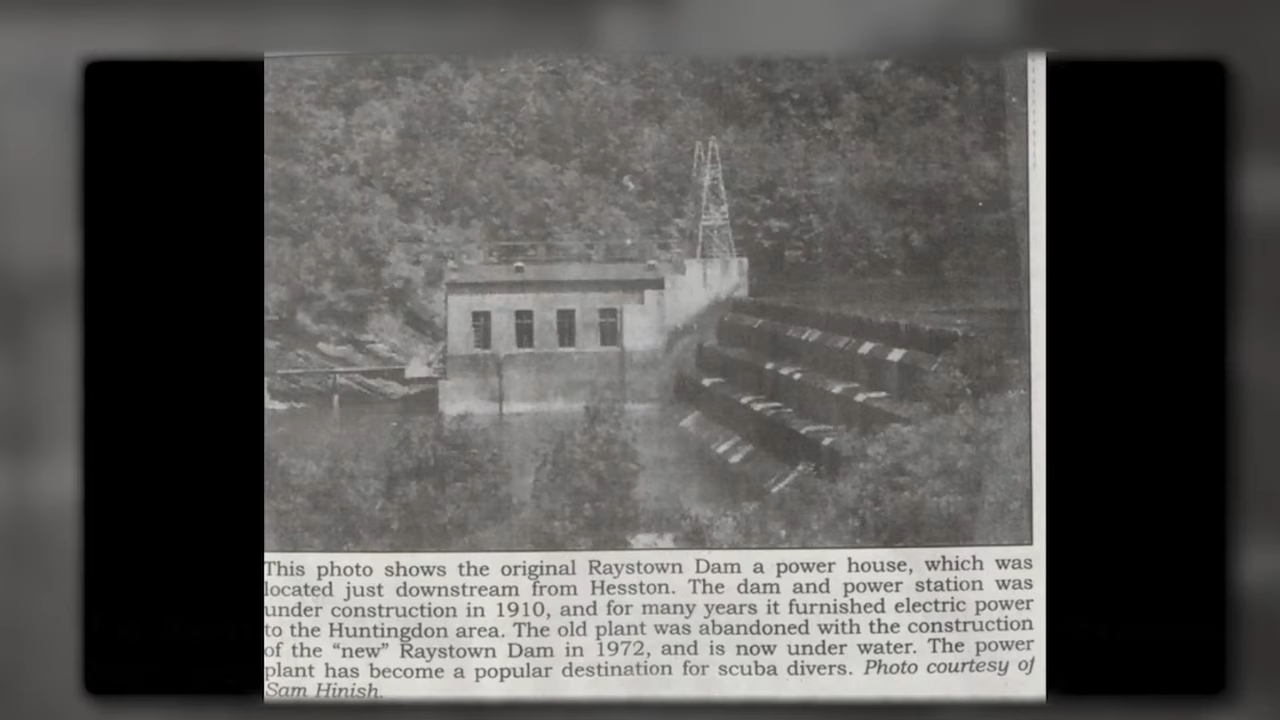 This photo shows the original Raystown Dam a power house, which was
located just downstream from Hesston. The dam and power station was
under construction in 1910, and for many years it furnished electric power
to the Huntingdon area. The old plant was abandoned with the construction
of the “new” Raystown Dam in 1972, and is now under water. The power
plant has become a popular destination for scuba divers. Photo courtesy of
Sam Hinish.